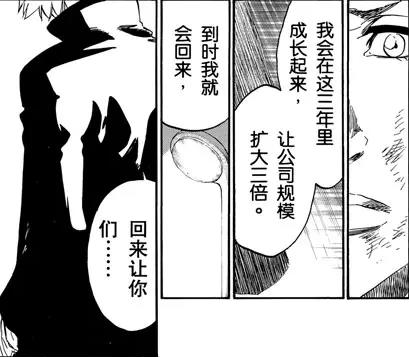 我会在这三年里
成长起来，
让公司规模
扩大三倍。
到时我就
会回来，
回来让你
们……